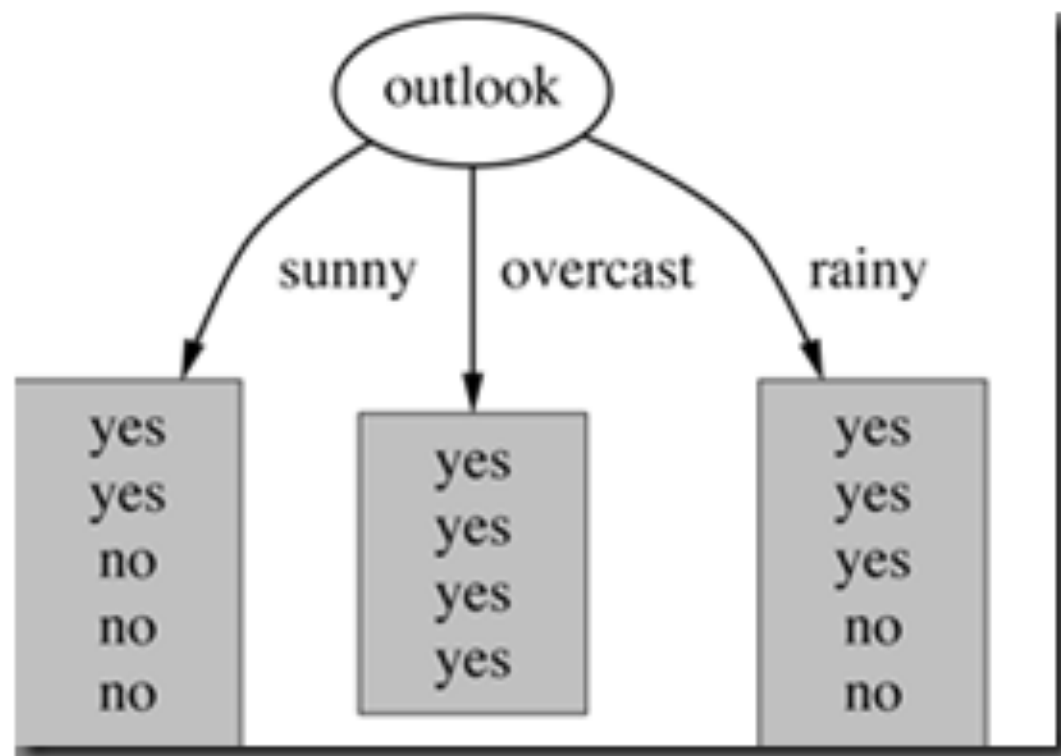 outlook
sunny overcast rainy
yes
yes
no
no
no
yes
yes
yes
yes
yes
yes
yes
no
no